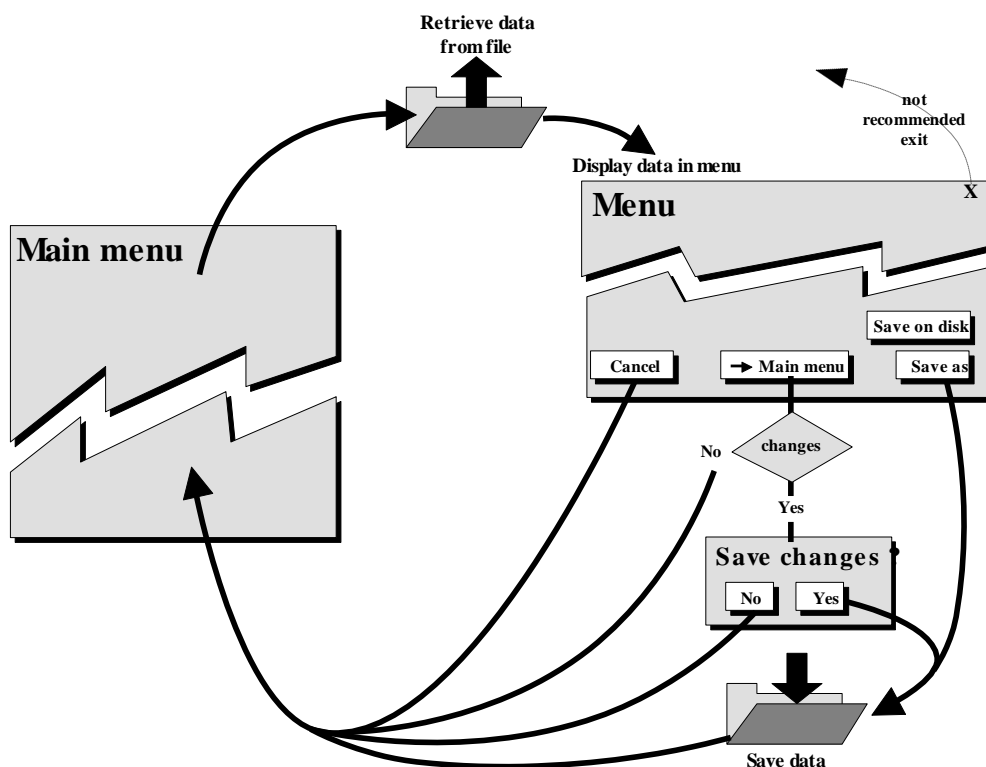 Retrieve data
from file
not
recommended
exit
Display data in menu
X
Menu
Main menu
Save on disk
Cancel
Main menu
Save as
changes
No
Yes
Save changes ?
No
Yes
Save data